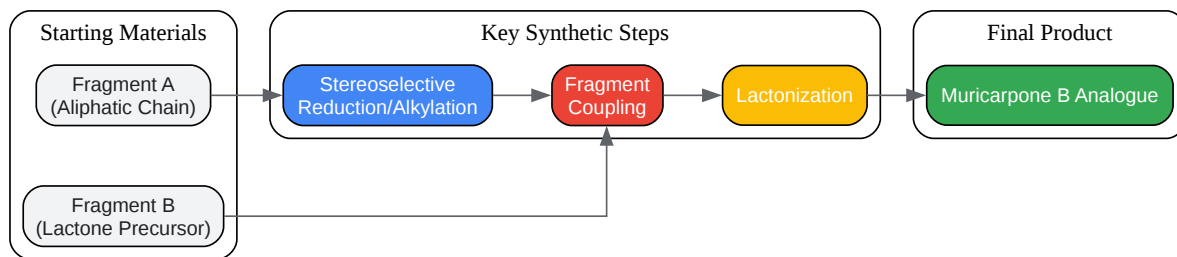 Starting Materials
Fragment A
(Aliphatic Chain)
Fragment B
(Lactone Precursor)
Key Synthetic Steps
Stereoselective
Reduction/Alkylation
Fragment
Coupling
Lactonization
Final Product
Muricarpone B Analogue